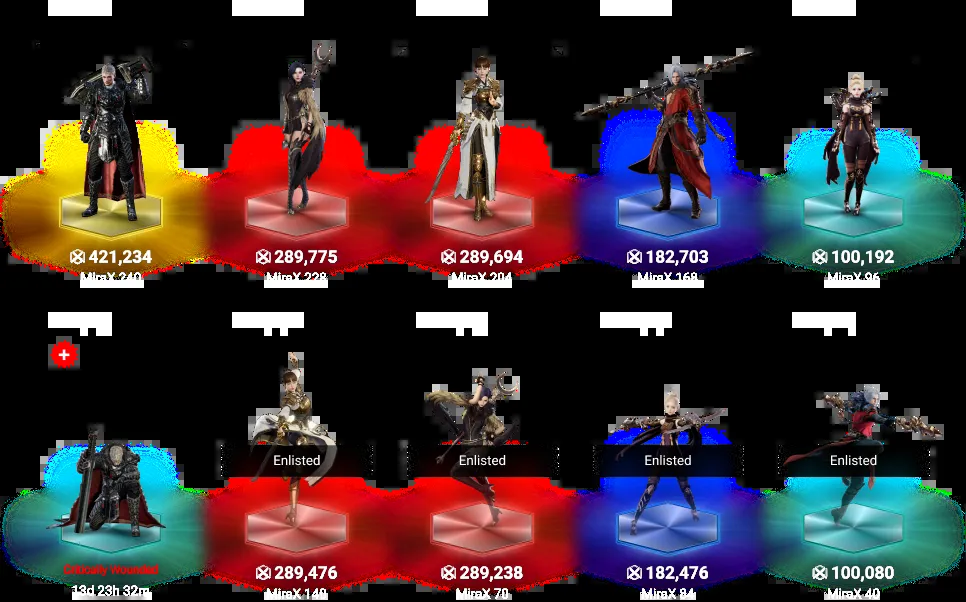 421,234
289,775
289,694
182,703
100,192
MiraX 240
MiraX 228
MiraX 204
MiraX 168
MiraX 96
Enlisted
Enlisted
Enlisted
Enlisted
Critically Wounded
289,476
289,238
182,476
100,080
13d 23h 32m
MiraX 140
MiraX 70
MiraX 84
MiraX 40